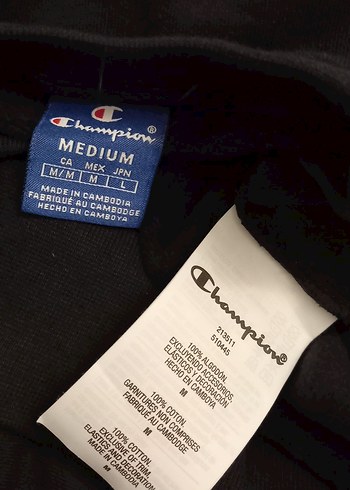 Champion®
MEDIUM
CA MEX JPN
M/M M L
MADE IN CAMBODIA
FABRIQUÉ AU CAMBODGE
HECHO EN CAMBOYA
Champion®
213511
510445
100% ALGODÓN.
EXCLUYENDO ACCESORIOS
ELÁSTICOS Y DECORACIÓN
HECHO EN CAMBOYA
M
100% COTON.
GARNITURES NON COMPRISES
FABRIQUÉ AU CAMBODGE
M
100% COTTON.
EXCLUSIVE OF TRIM.
ELASTICS AND DECORATION
MADE IN CAMBODIA
M